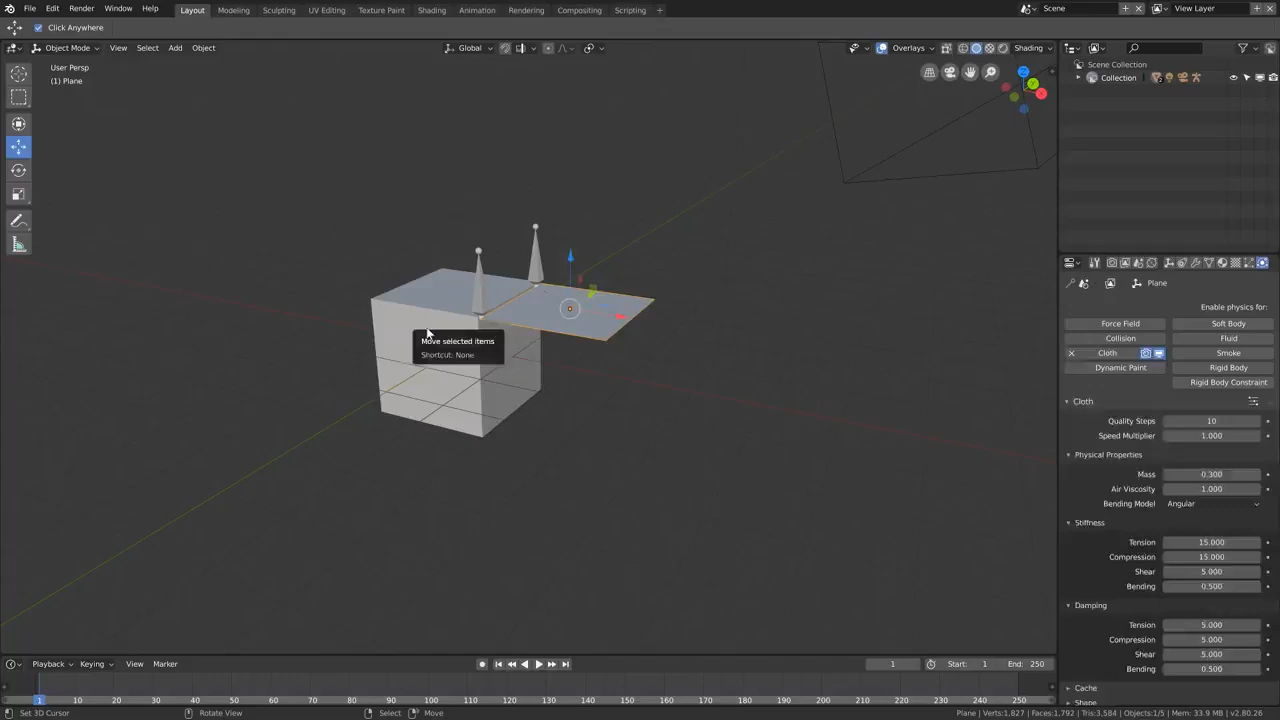 File Edit Render Window Help Layout Modeling Sculpting UV Editing Texture Paint Shading Animation Rendering Compositing Scripting + Scene View Layer
Click Anywhere
Object Mode View Select Add Object Global Overlays Shading
User Persp
(1) Plane
Scene Collection
Collection
Move selected items
Shortcut: None
Plane
Enable physics for:
Force Field Soft Body
Collision Fluid
Cloth Smoke
Dynamic Paint Rigid Body
Rigid Body Constraint
Cloth
Quality Steps 10
Speed Multiplier 1.000
Physical Properties
Mass 0.300
Air Viscosity 1.000
Bending Model Angular
Stiffness
Tension 15.000
Compression 15.000
Shear 5.000
Bending 0.500
Damping
Tension 5.000
Compression 5.000
Shear 5.000
Bending 0.500
Cache
Shape
Playback Keying View Marker 1 Start: 1 End: 250
1 10 20 30 40 50 60 70 80 90 100 110 120 130 140 150 160 170 180 190 200 210 220 230 240 250
Set 3D Cursor Rotate View Select Move Plane | Verts:1,827 | Faces:1,792 | Tris:3,584 | Objects:1/5 | Mem: 33.9 MB | v2.80.26